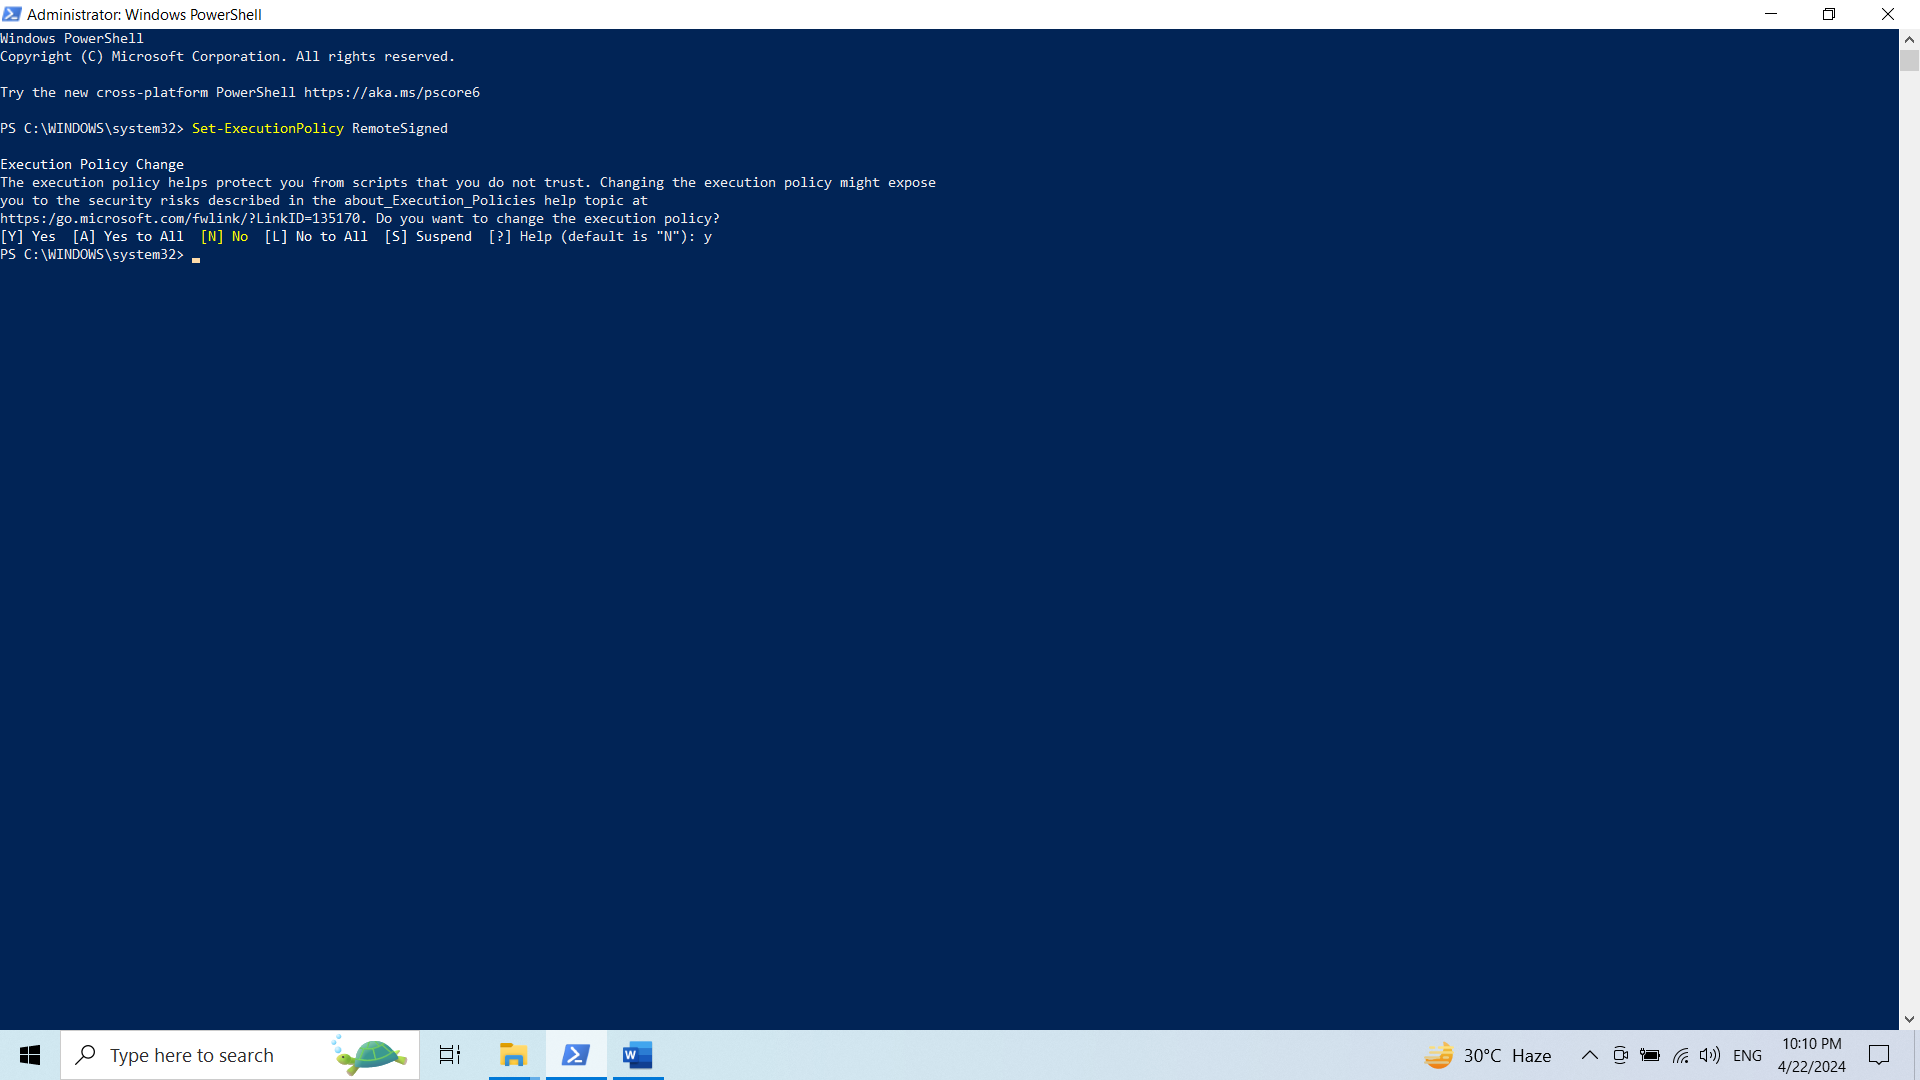 Administrator: Windows PowerShell
Windows PowerShell
Copyright (C) Microsoft Corporation. All rights reserved.
Try the new cross-platform PowerShell https://aka.ms/pscore6
PS C:\WINDOWS\system32> Set-ExecutionPolicy RemoteSigned
Execution Policy Change
The execution policy helps protect you from scripts that you do not trust. Changing the execution policy might expose
you to the security risks described in the about_Execution_Policies help topic at
https:/go.microsoft.com/fwlink/?LinkID=135170. Do you want to change the execution policy?
[Y] Yes  [A] Yes to All  [N] No  [L] No to All  [S] Suspend  [?] Help (default is "N"): y
PS C:\WINDOWS\system32>
Type here to search
W
30°C Haze
ENG
10:10 PM
4/22/2024